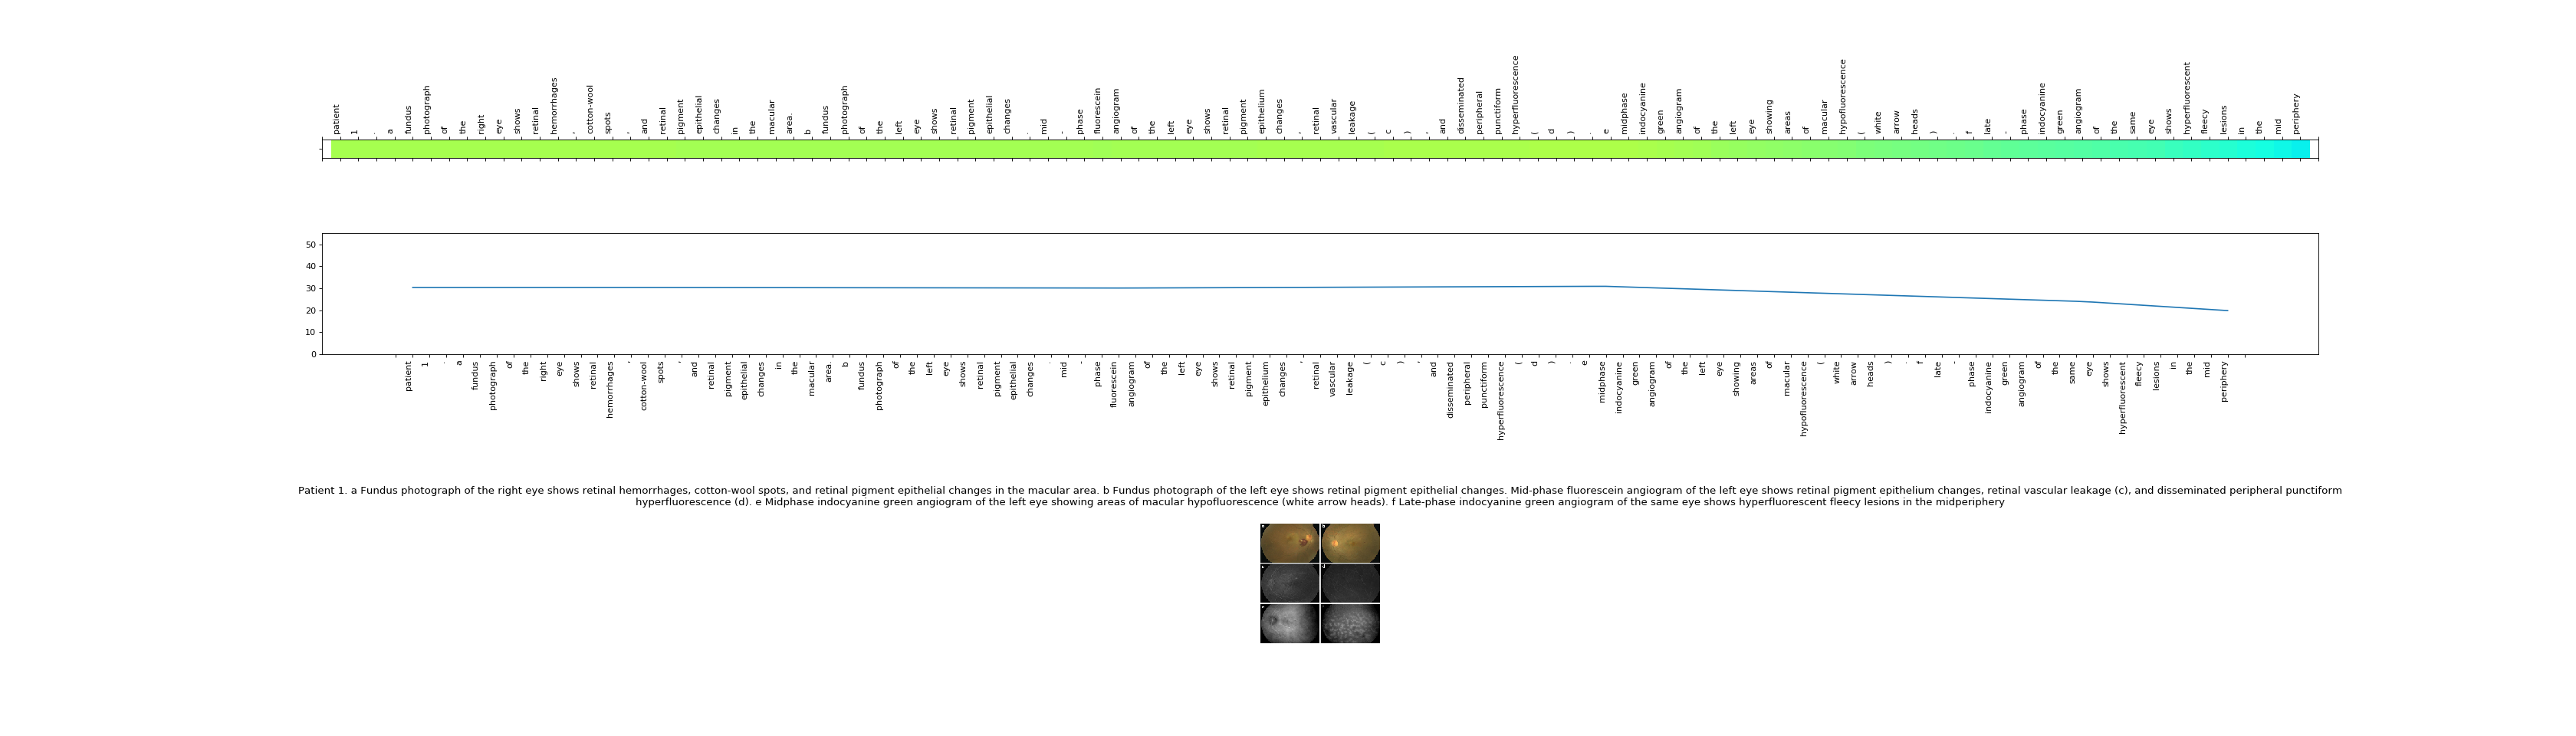 patient 1 . a fundus photograph of the right eye shows retinal hemorrhages , cotton-wool spots , and retinal pigment epithelial changes in the macular area. b fundus photograph of the left eye shows retinal pigment epithelial changes . mid - phase fluorescein angiogram of the left eye shows retinal pigment epithelium changes , retinal vascular leakage ( c ) , and disseminated peripheral punctiform hyperfluorescence ( d ) . e midphase indocyanine green angiogram of the left eye showing areas of macular hypofluorescence ( white arrow heads ) . f late - phase indocyanine green angiogram of the same eye shows hyperfluorescent fleecy lesions in the mid periphery
50
40
30
20
10
0
patient 1 . a fundus photograph of the right eye shows retinal hemorrhages , cotton-wool spots , and retinal pigment epithelial changes in the macular area. b fundus photograph of the left eye shows retinal pigment epithelial changes . mid - phase fluorescein angiogram of the left eye shows retinal pigment epithelium changes , retinal vascular leakage ( c ) , and disseminated peripheral punctiform hyperfluorescence ( d ) . e midphase indocyanine green angiogram of the left eye showing areas of macular hypofluorescence ( white arrow heads ) . f late - phase indocyanine green angiogram of the same eye shows hyperfluorescent fleecy lesions in the mid periphery
Patient 1. a Fundus photograph of the right eye shows retinal hemorrhages, cotton-wool spots, and retinal pigment epithelial changes in the macular area. b Fundus photograph of the left eye shows retinal pigment epithelial changes. Mid-phase fluorescein angiogram of the left eye shows retinal pigment epithelium changes, retinal vascular leakage (c), and disseminated peripheral punctiform
hyperfluorescence (d). e Midphase indocyanine green angiogram of the left eye showing areas of macular hypofluorescence (white arrow heads). f Late-phase indocyanine green angiogram of the same eye shows hyperfluorescent fleecy lesions in the midperiphery